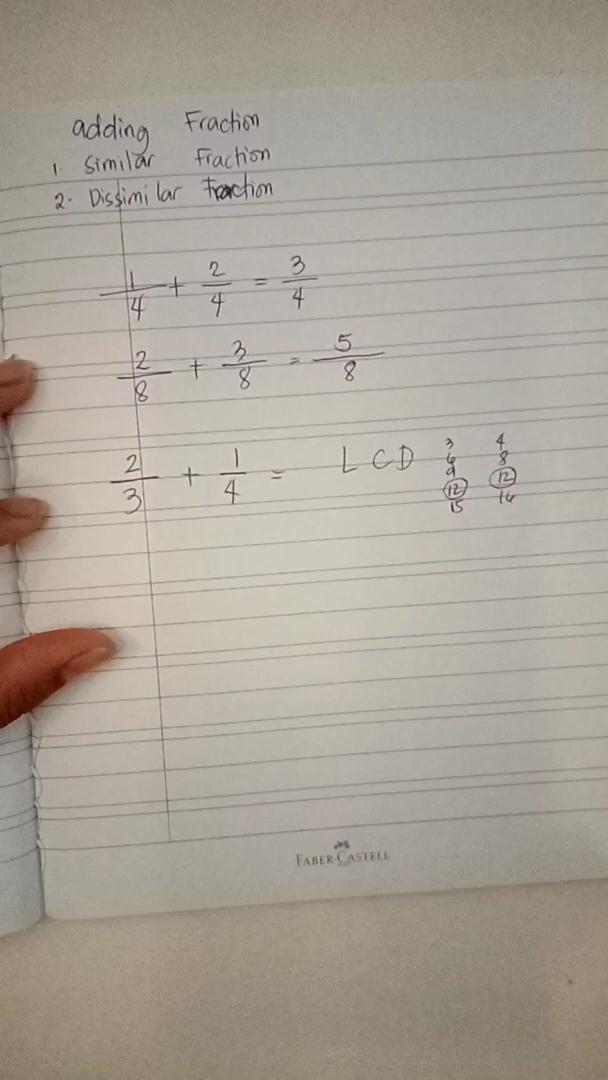 adding Fraction
1. Similar Fraction
2. Dissimilar Fraction
1/4 + 2/4 = 3/4
2/8 + 3/8 = 5/8
2/3 + 1/4 = LCD
3 4
6 8
9 12
12 16
15
FABER-CASTELL